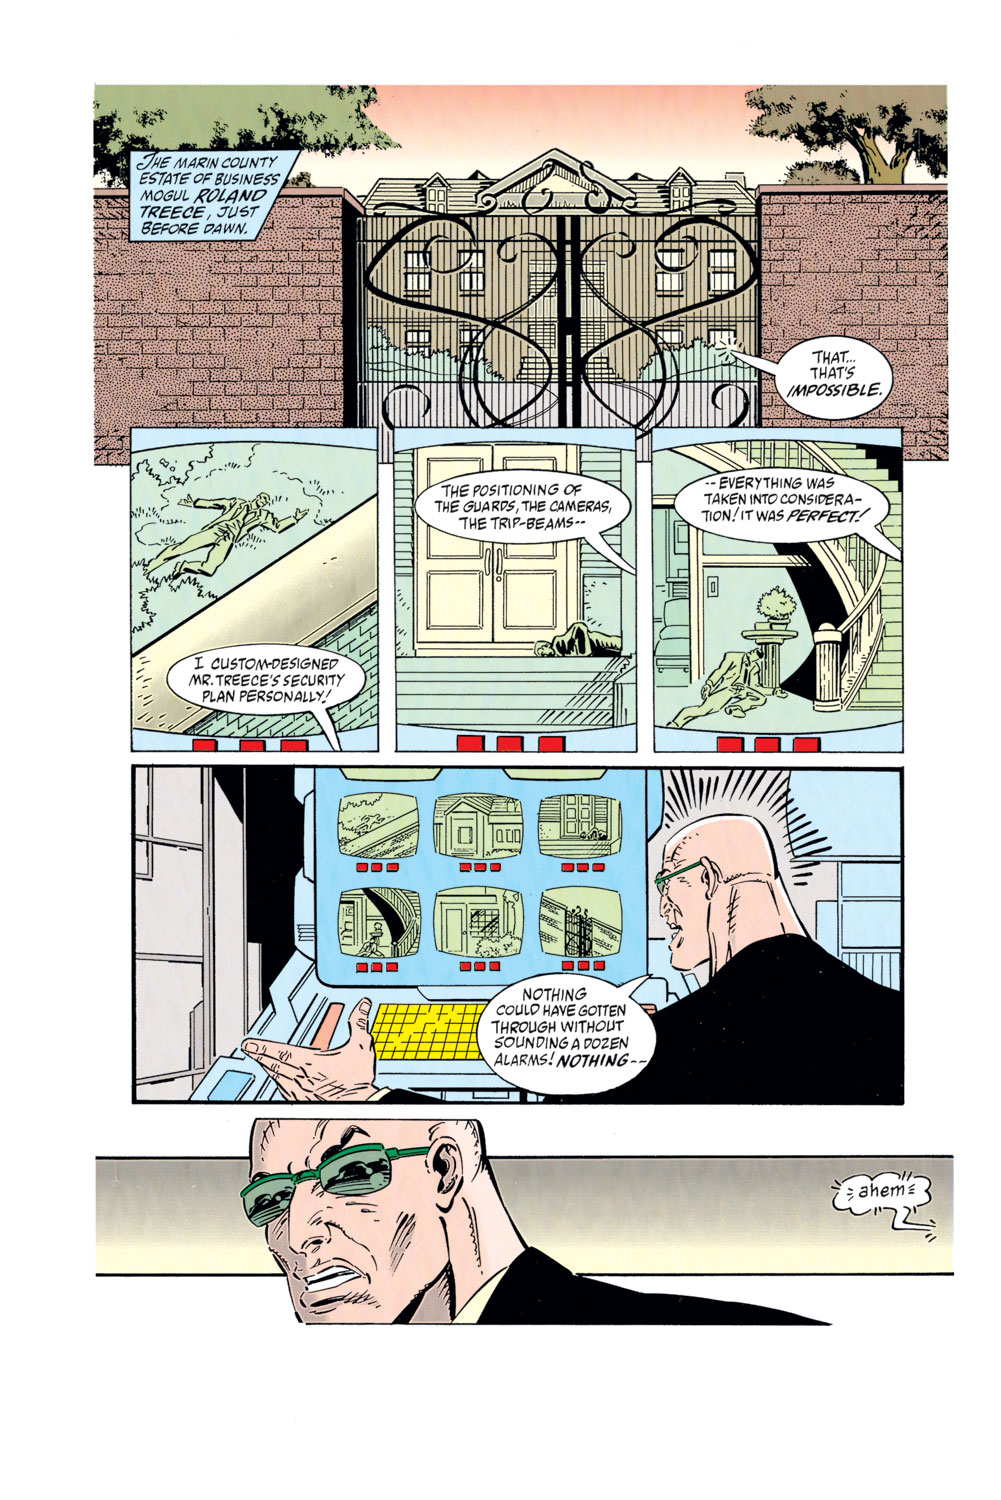 THE MARIN COUNTY
ESTATE OF BUSINESS
MOGUL ROLAND
TREECE, JUST
BEFORE DAWN.
THAT...
THAT'S
IMPOSSIBLE.
I CUSTOM-DESIGNED
MR. TREECE'S SECURITY
PLAN PERSONALLY!
THE POSITIONING OF
THE GUARDS, THE CAMERAS,
THE TRIP-BEAMS--
-- EVERYTHING WAS
TAKEN INTO CONSIDERA-
TION! IT WAS PERFECT!
NOTHING
COULD HAVE GOTTEN
THROUGH WITHOUT
SOUNDING A DOZEN
ALARMS! NOTHING--
ahem